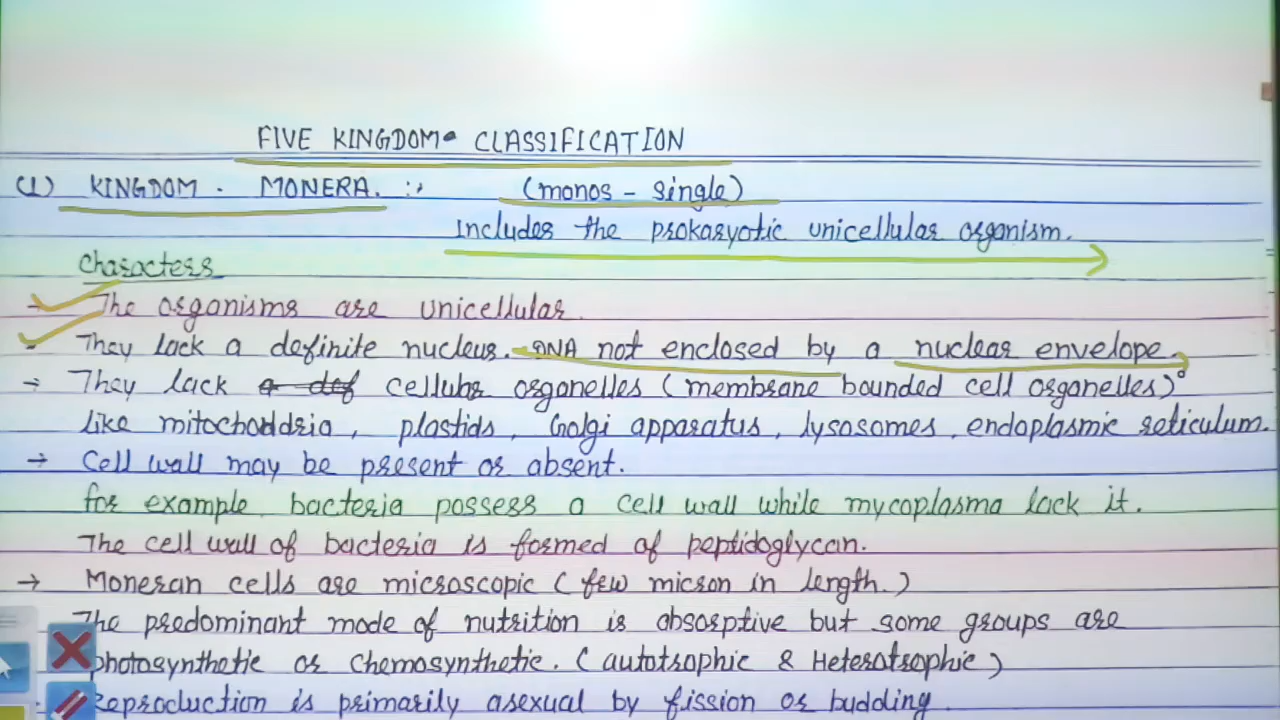 FIVE KINGDOM CLASSIFICATION
(1) KINGDOM - MONERA :- (monos - single)
Includes the prokaryotic unicellular organism.
Characters
→ The organisms are unicellular.
→ They lack a definite nucleus. DNA not enclosed by a nuclear envelope.
→ They lack a def cellular organelles (membrane bounded cell organelles)
like mitochondria, plastids, Golgi apparatus, lysosomes, endoplasmic reticulum.
→ Cell wall may be present or absent.
for example, bacteria possess a cell wall while mycoplasma lack it.
The cell wall of bacteria is formed of peptidoglycan.
→ Moneran cells are microscopic (few micron in length.)
The predominant mode of nutrition is absorptive but some groups are
photosynthetic or chemosynthetic. (autotrophic & Heterotrophic)
Reproduction is primarily asexual by fission or budding.